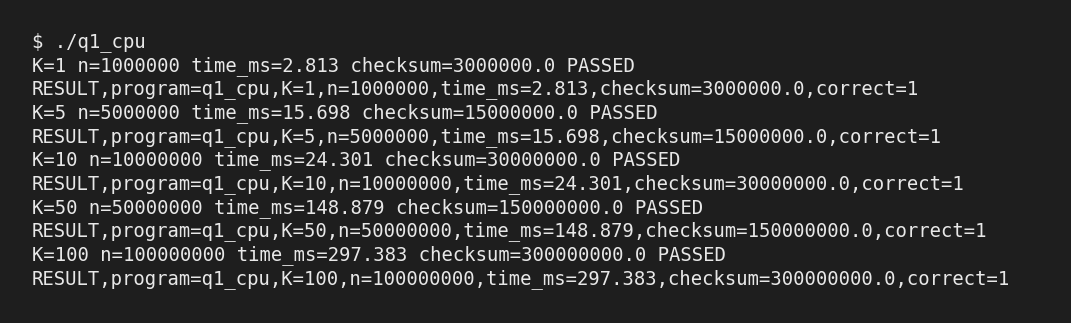 $ ./q1_cpu
K=1 n=1000000 time_ms=2.813 checksum=3000000.0 PASSED
RESULT,program=q1_cpu,K=1,n=1000000,time_ms=2.813,checksum=3000000.0,correct=1
K=5 n=5000000 time_ms=15.698 checksum=15000000.0 PASSED
RESULT,program=q1_cpu,K=5,n=5000000,time_ms=15.698,checksum=15000000.0,correct=1
K=10 n=10000000 time_ms=24.301 checksum=30000000.0 PASSED
RESULT,program=q1_cpu,K=10,n=10000000,time_ms=24.301,checksum=30000000.0,correct=1
K=50 n=50000000 time_ms=148.879 checksum=150000000.0 PASSED
RESULT,program=q1_cpu,K=50,n=50000000,time_ms=148.879,checksum=150000000.0,correct=1
K=100 n=100000000 time_ms=297.383 checksum=300000000.0 PASSED
RESULT,program=q1_cpu,K=100,n=100000000,time_ms=297.383,checksum=300000000.0,correct=1